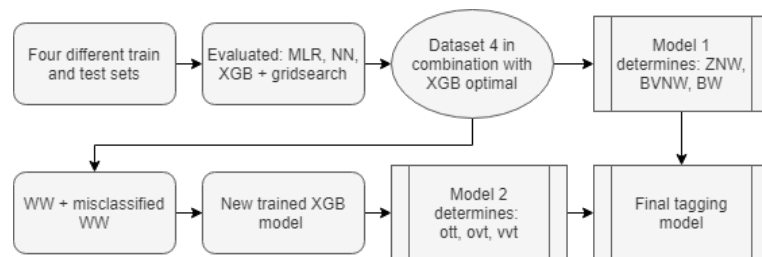 Four different train
and test sets
Evaluated: MLR, NN,
XGB + gridsearch
Dataset 4 in
combination with
XGB optimal
Model 1
determines: ZNW,
BVNW, BW
WW + misclassified
WW
New trained XGB
model
Model 2
determines:
ott, ovt, vvt
Final tagging
model